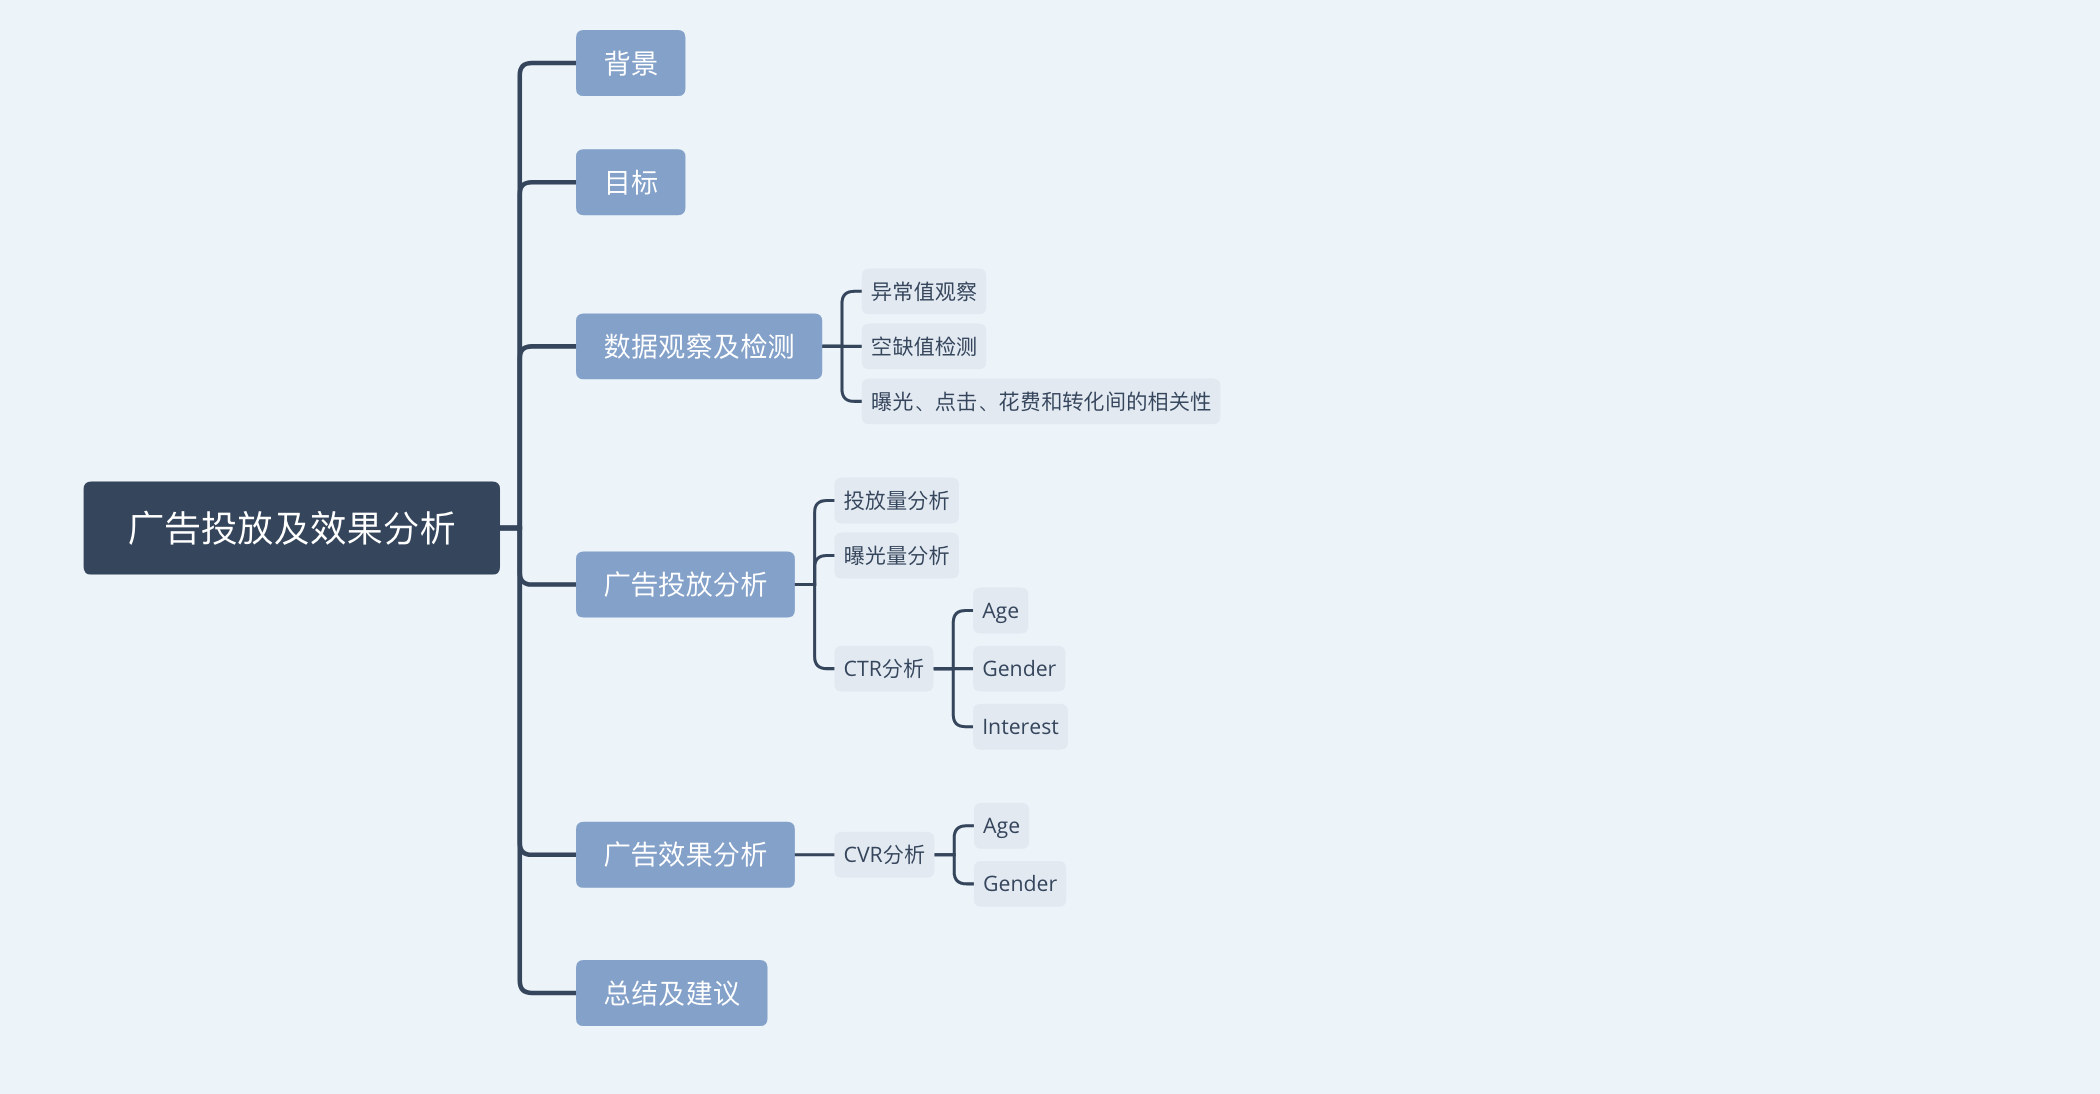 背景
目标
数据观察及检测
异常值观察
空缺值检测
曝光、点击、花费和转化间的相关性
广告投放及效果分析
广告投放分析
投放量分析
曝光量分析
CTR分析
Age
Gender
Interest
广告效果分析
CVR分析
Age
Gender
总结及建议